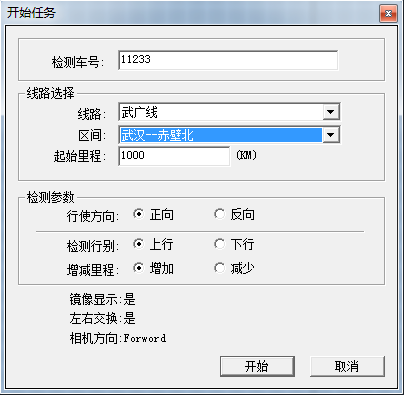 开始任务
检测车号: 11233
线路选择
线路: 武广线
区间: 武汉--赤壁北
起始里程: 1000 (KM)
检测参数
行使方向: 正向 反向
检测行别: 上行 下行
增减里程: 增加 减少
镜像显示:是
左右交换:是
相机方向:Forword
开始 取消